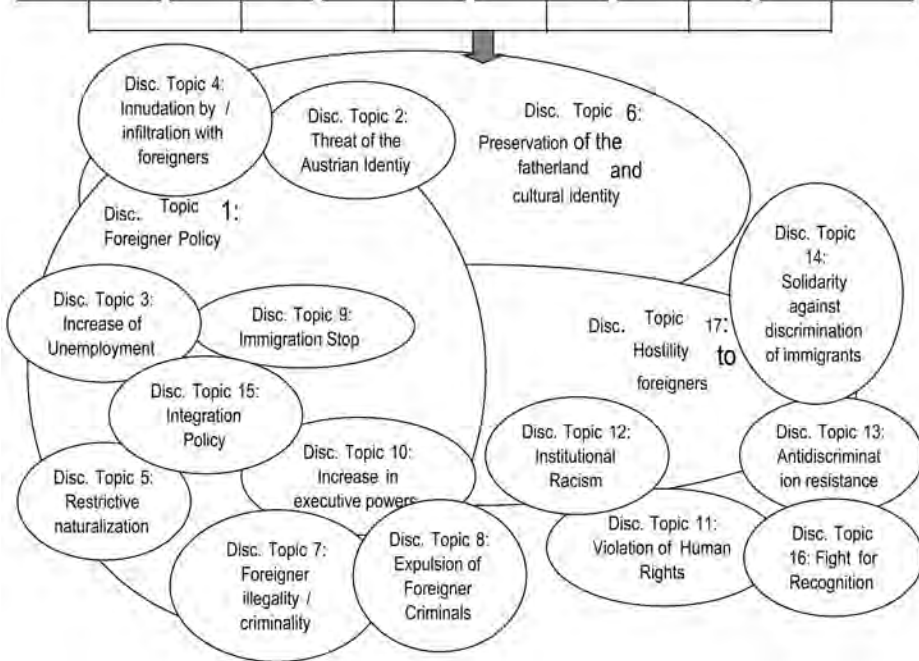 Disc. Topic 4:
Innudation by /
infiltration with
foreigners
Disc. Topic 2:
Threat of the
Austrian Identiy
Disc. Topic 6:
Preservation of the
fatherland and
cultural identity
Disc. Topic 1:
Foreigner Policy
Disc. Topic
14:
Solidarity
against
discrimination
of immigrants
Disc. Topic 3:
Increase of
Unemployment
Disc. Topic 9:
Immigration Stop
Disc. Topic 17:
Hostility to
foreigners
Disc. Topic 15:
Integration
Policy
Disc. Topic 5:
Restrictive
naturalization
Disc. Topic 10:
Increase in
executive powers
Disc. Topic 12:
Institutional
Racism
Disc. Topic 13:
Antidiscriminat
ion resistance
Disc. Topic 7:
Foreigner
illegality /
criminality
Disc. Topic 8:
Expulsion of
Foreigner
Criminals
Disc. Topic 11:
Violation of Human
Rights
Disc. Topic
16: Fight for
Recognition